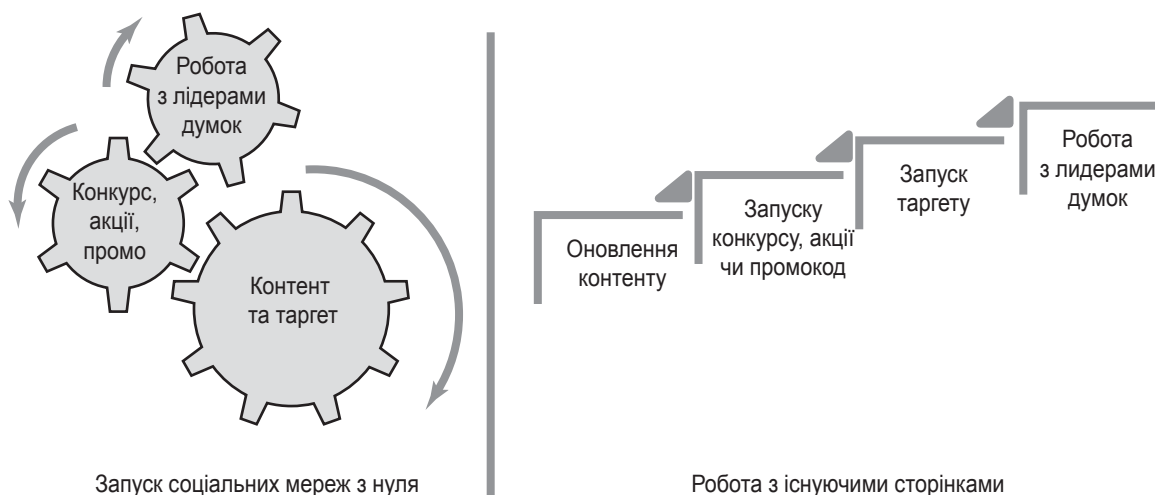 Робота
з лідерами
думок
Конкурс,
акції,
промо
Контент
та таргет
Запуск соціальних мереж з нуля
Оновлення
контенту
Запуску
конкурсу, акції
чи промокод
Запуск
таргету
Робота
з лидерами
думок
Робота з існуючими сторінками